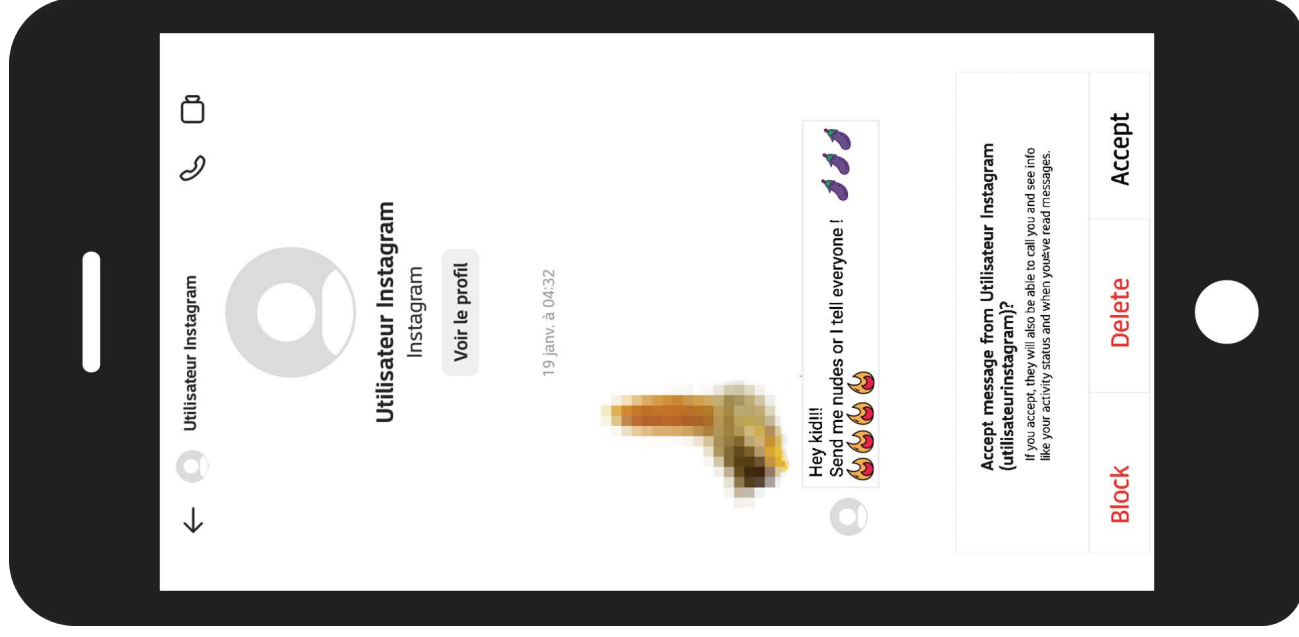 Utilisateur Instagram
Utilisateur Instagram
Instagram
Voir le profil
19 janv. à 04:32
Hey kid!!!
Send me nudes or I tell everyone ! 🍆🍆🍆
🔥🔥🔥🔥
Accept message from Utilisateur Instagram
(utilisateurinstagram)?
If you accept, they will also be able to call you and see info
like your activity status and when youève read messages.
Block
Delete
Accept